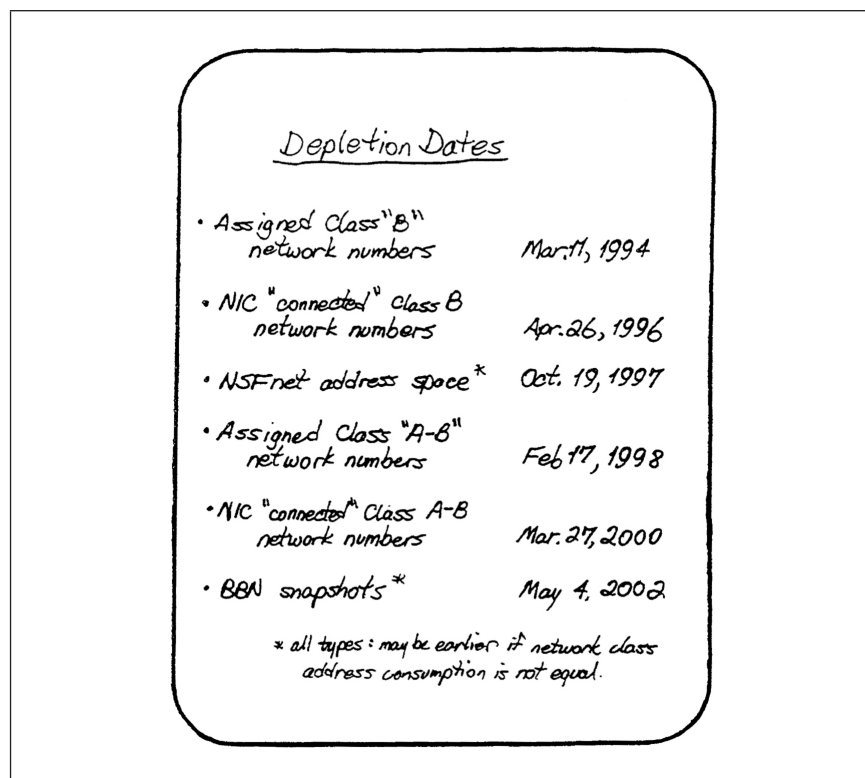 Depletion Dates
• Assigned Class "B"
network numbers Mar. 11, 1994
• NIC "connected" Class B
network numbers Apr. 26, 1996
• NSFnet address space* Oct. 19, 1997
• Assigned Class "A-B"
network numbers Feb 17, 1998
• NIC "connected" Class A-B
network numbers Mar. 27, 2000
• BBN snapshots* May 4, 2002
* all types: may be earlier if network class
address consumption is not equal.